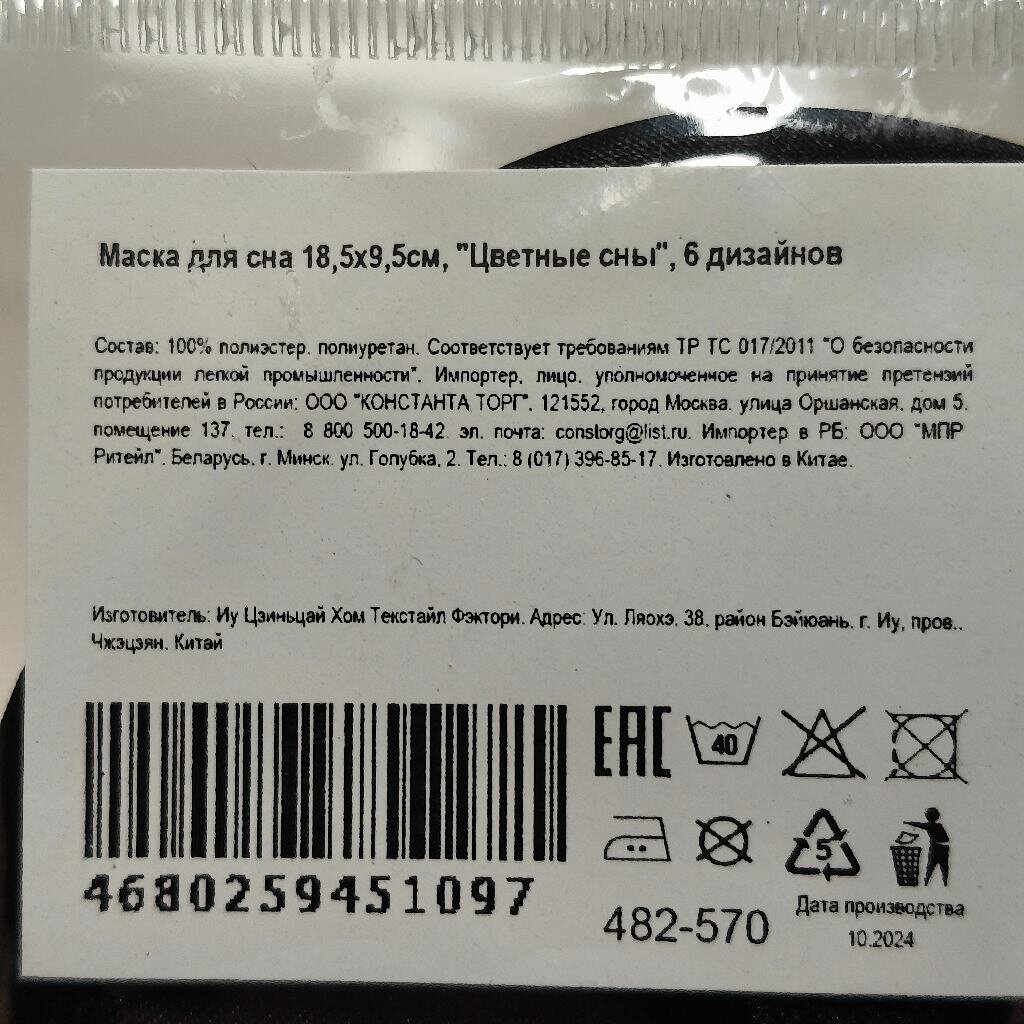 Маска для сна 18,5х9,5см, "Цветные сны", 6 дизайнов
Состав: 100% полиэстер. полиуретан. Соответствует требованиям ТР ТС 017/2011 "О безопасности
продукции легкой промышленности". Импортер, лицо, уполномоченное на принятие претензий
потребителей в России: ООО "КОНСТАНТА ТОРГ". 121552, город Москва. улица Оршанская. дом 5.
помещение 137. тел.: 8 800 500-18-42. эл. почта: constorg@list.ru. Импортер в РБ: ООО "МПР
Ритейл". Беларусь. г. Минск. ул. Голубка, 2. Тел.: 8 (017) 396-85-17. Изготовлено в Китае.
Изготовитель: Иу Цзиньцай Хом Текстайл Фэктори. Адрес: Ул. Ляохэ, 38, район Бэйюань. г. Иу, пров..
Чжэцзян. Китай
ЕАС
40
5
4680259451097
482-570
Дата производства
10.2024